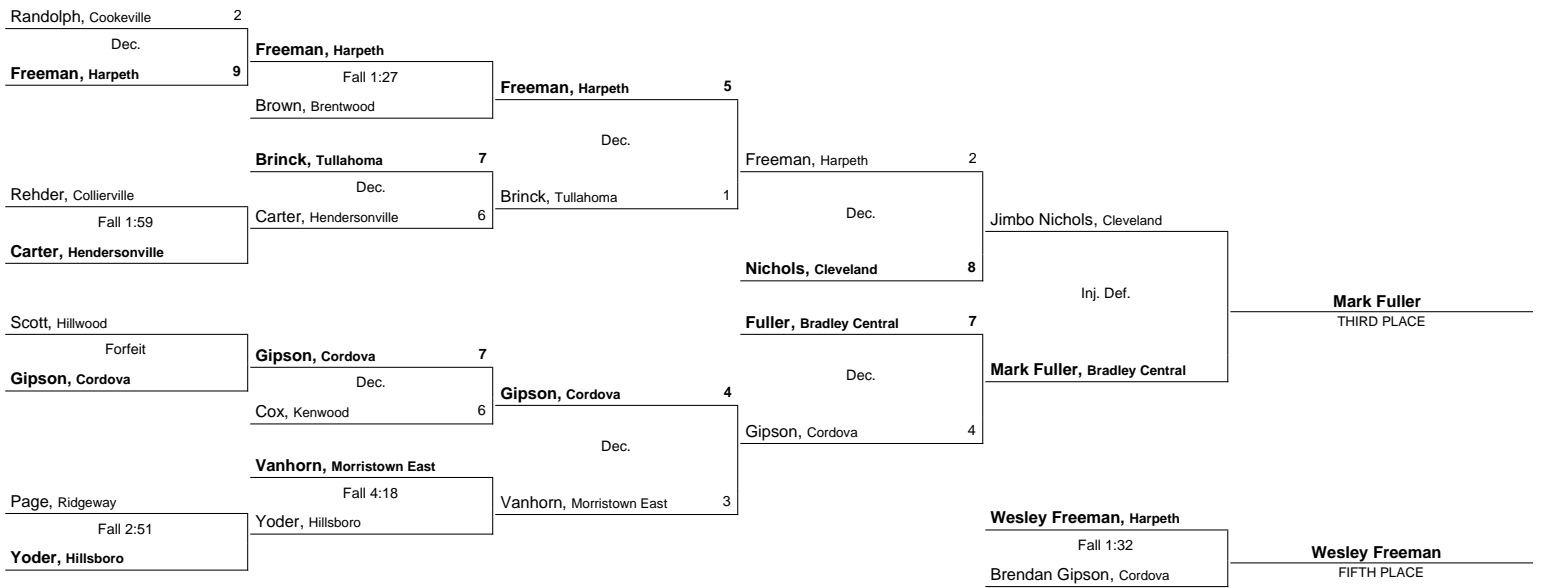 Randolph, Cookeville 2
Dec.
Freeman, Harpeth 9
Rehder, Collierville
Fall 1:59
Carter, Hendersonville
Scott, Hillwood
Forfeit
Gipson, Cordova
Page, Ridgeway
Fall 2:51
Yoder, Hillsboro
Freeman, Harpeth
Fall 1:27
Brown, Brentwood
Brinck, Tullahoma 7
Dec.
Carter, Hendersonville 6
Gipson, Cordova 7
Dec.
Cox, Kenwood 6
Vanhorn, Morristown East
Fall 4:18
Yoder, Hillsboro
Freeman, Harpeth 5
Dec.
Brinck, Tullahoma 1
Gipson, Cordova 4
Dec.
Vanhorn, Morristown East 3
Freeman, Harpeth 2
Dec.
Nichols, Cleveland 8
Fuller, Bradley Central 7
Dec.
Gipson, Cordova 4
Jimbo Nichols, Cleveland
Inj. Def.
Mark Fuller, Bradley Central
Mark Fuller
THIRD PLACE
Wesley Freeman, Harpeth
Fall 1:32
Brendan Gipson, Cordova
Wesley Freeman
FIFTH PLACE